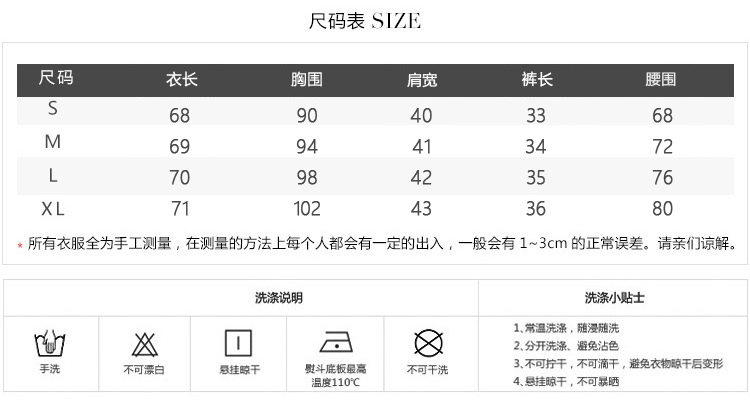 尺码表 SIZE
尺码 衣长 胸围 肩宽 裤长 腰围
S 68 90 40 33 68
M 69 94 41 34 72
L 70 98 42 35 76
XL 71 102 43 36 80
* 所有衣服全为手工测量，在测量的方法上每个人都会有一定的出入，一般会有1~3cm的正常误差。请亲们谅解。
洗涤说明 洗涤小贴士
手洗
不可漂白
悬挂晾干
熨斗底板最高
温度110℃
不可干洗
1、常温洗涤，随浸随洗
2、分开洗涤、避免沾色
3、不可拧干，不可滴干，避免衣物晾干后变形
4、悬挂晾干，不可暴晒